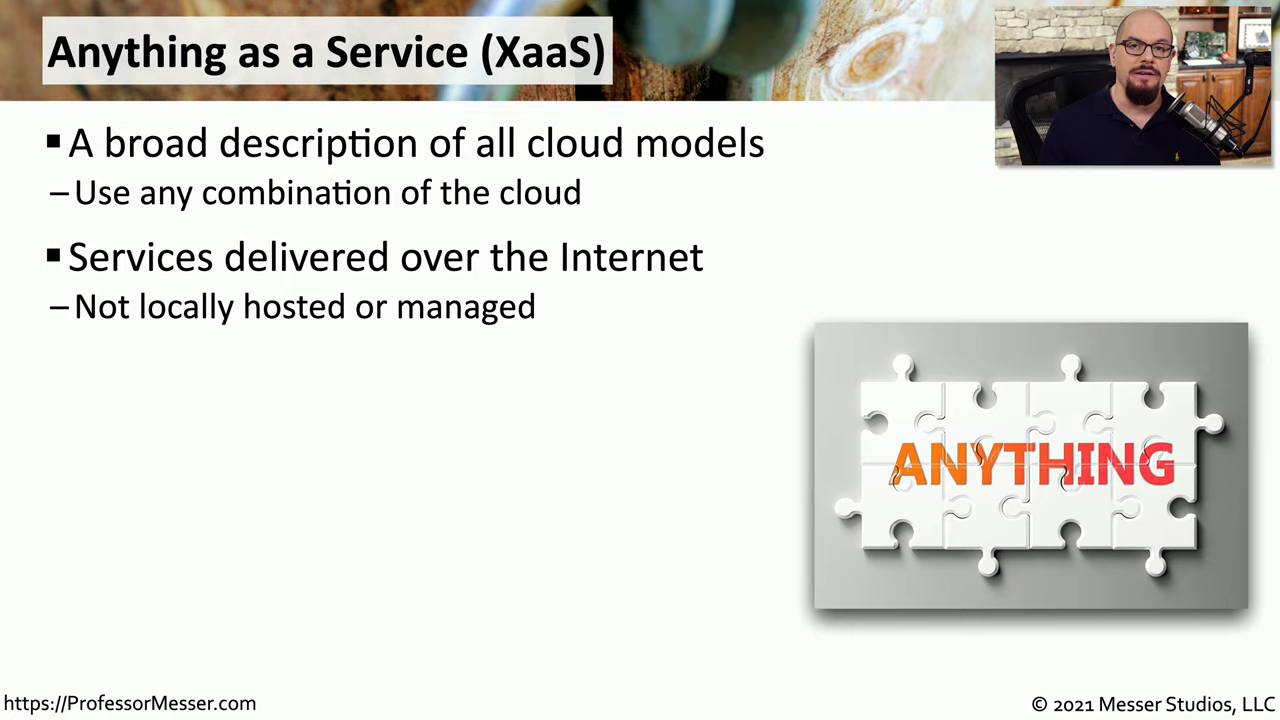 Anything as a Service (XaaS)
▪ A broad description of all cloud models
– Use any combination of the cloud
▪ Services delivered over the Internet
– Not locally hosted or managed
ANYTHING
https://ProfessorMesser.com
© 2021 Messer Studios, LLC